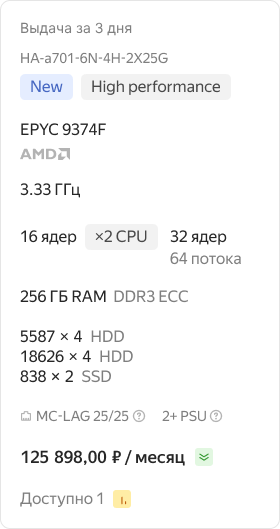 Выдача за 3 дня
HA-a701-6N-4H-2X25G
New High performance
EPYC 9374F
AMD
3.33 ГГц
16 ядер ×2 CPU 32 ядер
64 потока
256 ГБ RAM DDR3 ECC
5587 × 4 HDD
18626 × 4 HDD
838 × 2 SSD
MC-LAG 25/25 ? 2+ PSU ?
125 898,00 ₽ / месяц
Доступно 1